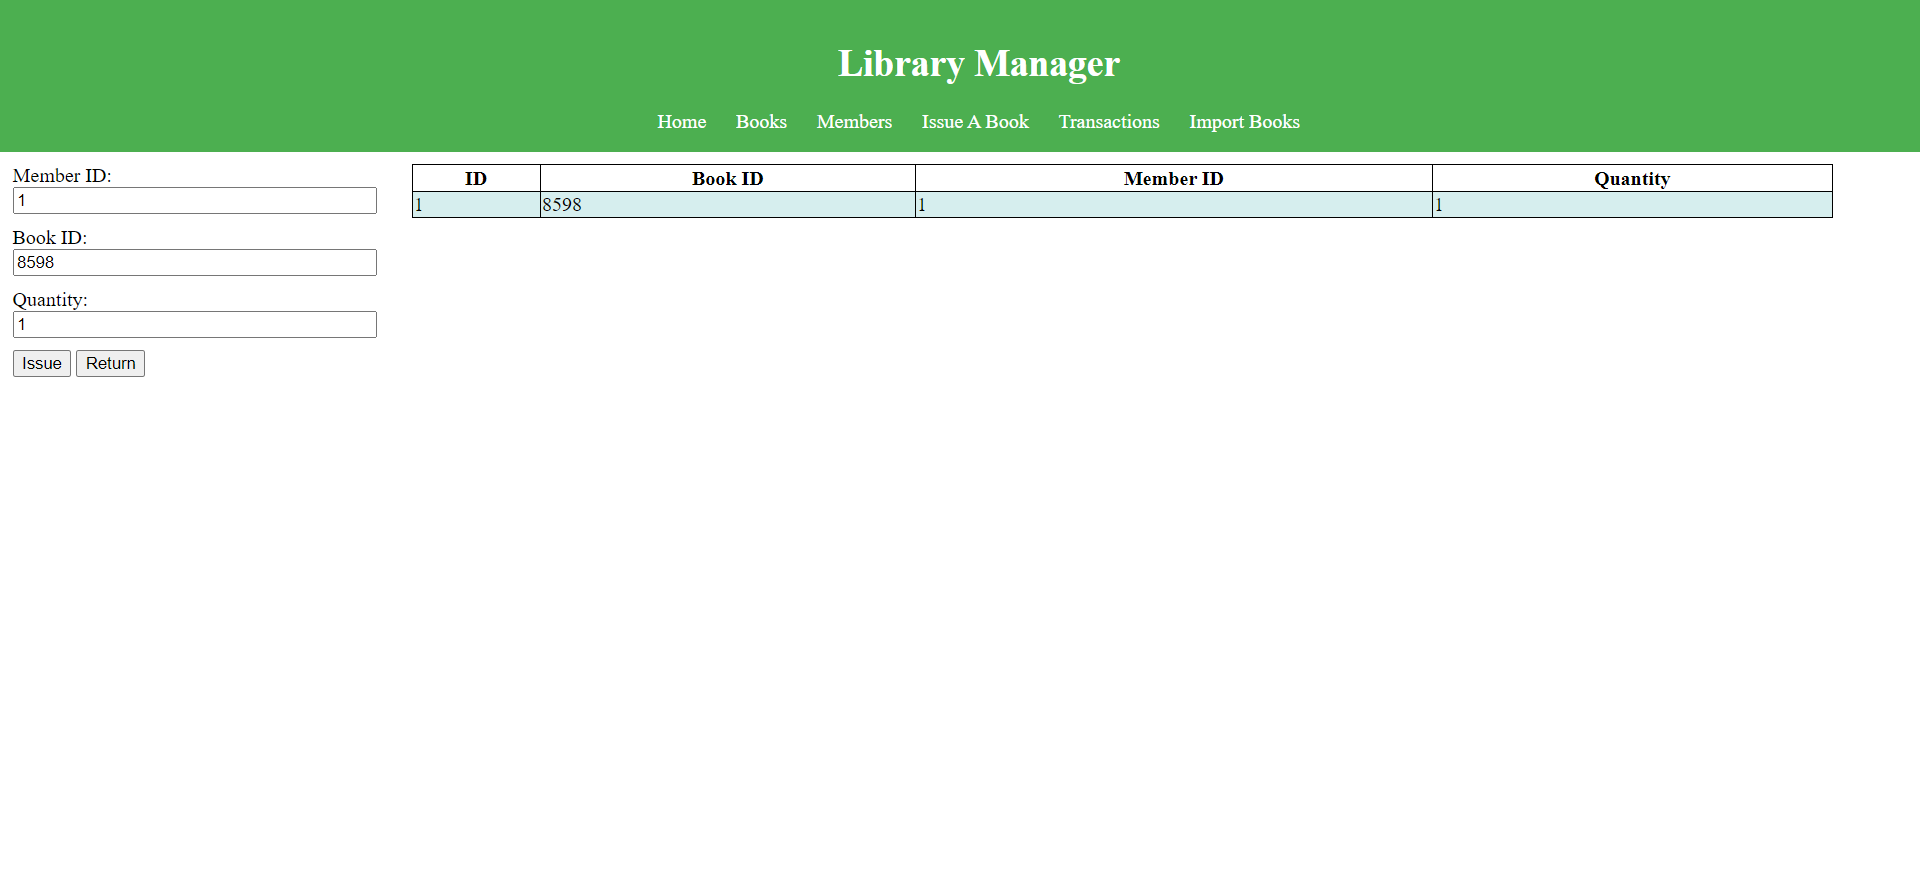 Library Manager
Home Books Members Issue A Book Transactions Import Books
Member ID:
1
Book ID:
8598
Quantity:
1
Issue Return
ID Book ID Member ID Quantity
1 8598 1 1